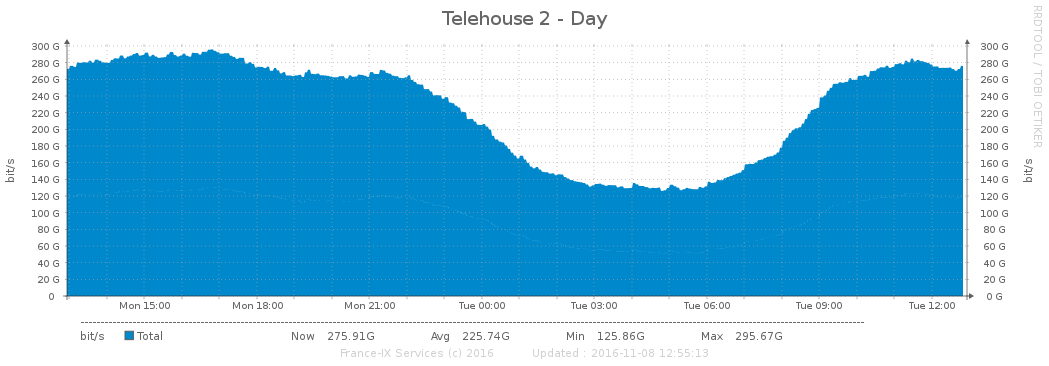 Telehouse 2 - Day
RRDTOOL / TOBI OETIKER
bit/s
300 G 300 G
280 G 280 G
260 G 260 G
240 G 240 G
220 G 220 G
200 G 200 G
180 G 180 G
160 G 160 G
140 G 140 G
120 G 120 G
100 G 100 G
80 G 80 G
60 G 60 G
40 G 40 G
20 G 20 G
0 0 G
bit/s
Mon 15:00 Mon 18:00 Mon 21:00 Tue 00:00 Tue 03:00 Tue 06:00 Tue 09:00 Tue 12:00
bit/s Total Now 275.91G Avg 225.74G Min 125.86G Max 295.67G
France-IX Services (c) 2016 Updated : 2016-11-08 12:55:13